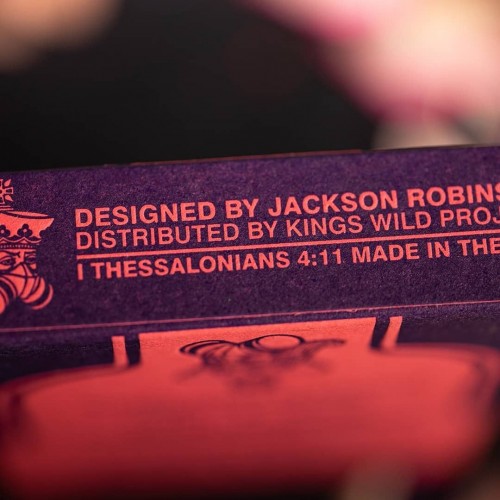 DESIGNED BY JACKSON ROBINS
DISTRIBUTED BY KINGS WILD PROJ
I THESSALONIANS 4:11 MADE IN THE